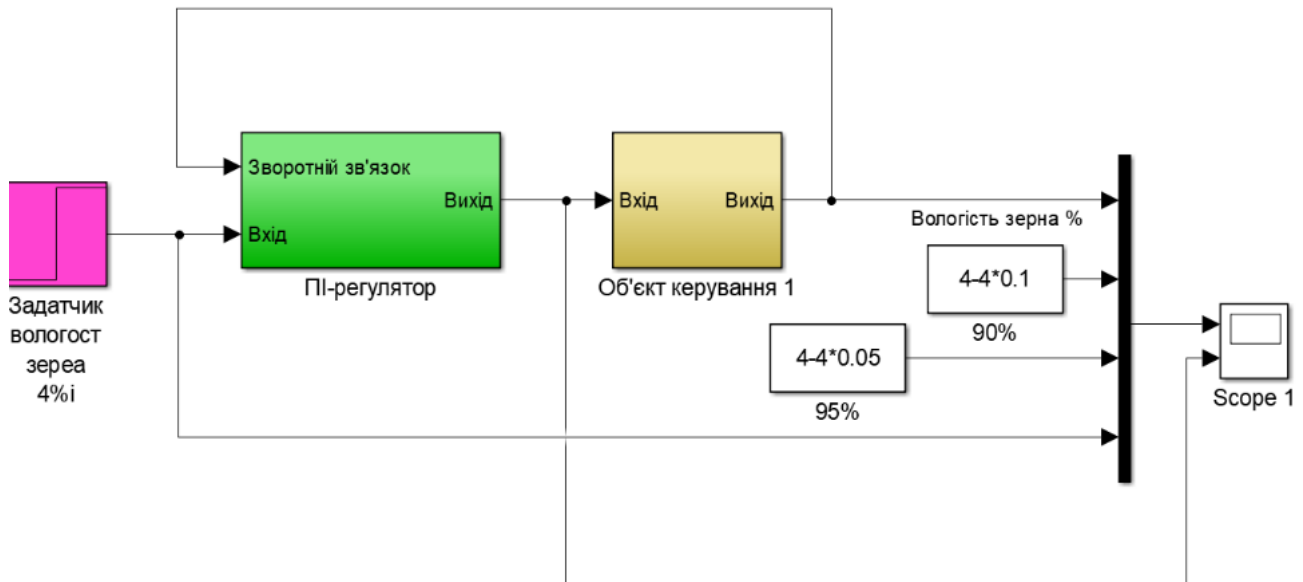 Зворотній зв'язок
Вихід
Вхід
ПІ-регулятор
Вхід
Вихід
Об'єкт керування 1
Вологість зерна %
4-4*0.1
90%
4-4*0.05
95%
Задатчик
вологост
зереа
4%і
Scope 1